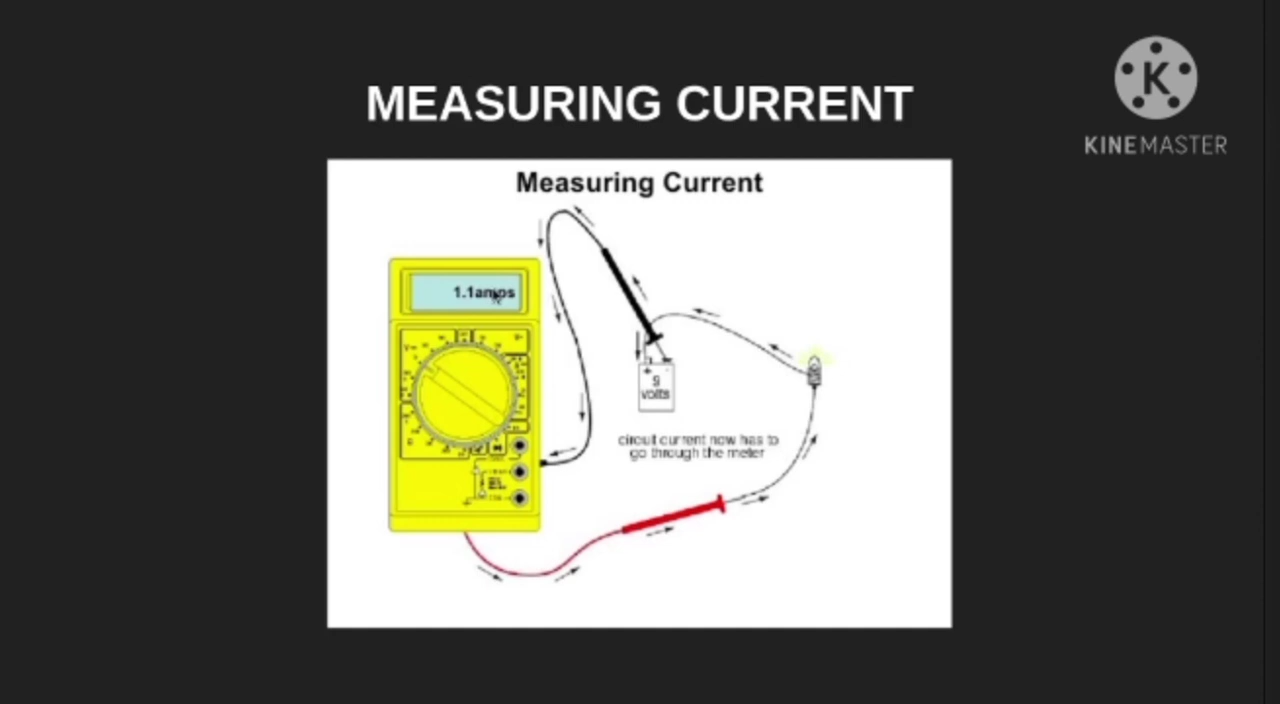 MEASURING CURRENT
KINEMASTER
Measuring Current
1.1amps
9
volts
circuit current now has to
go through the meter